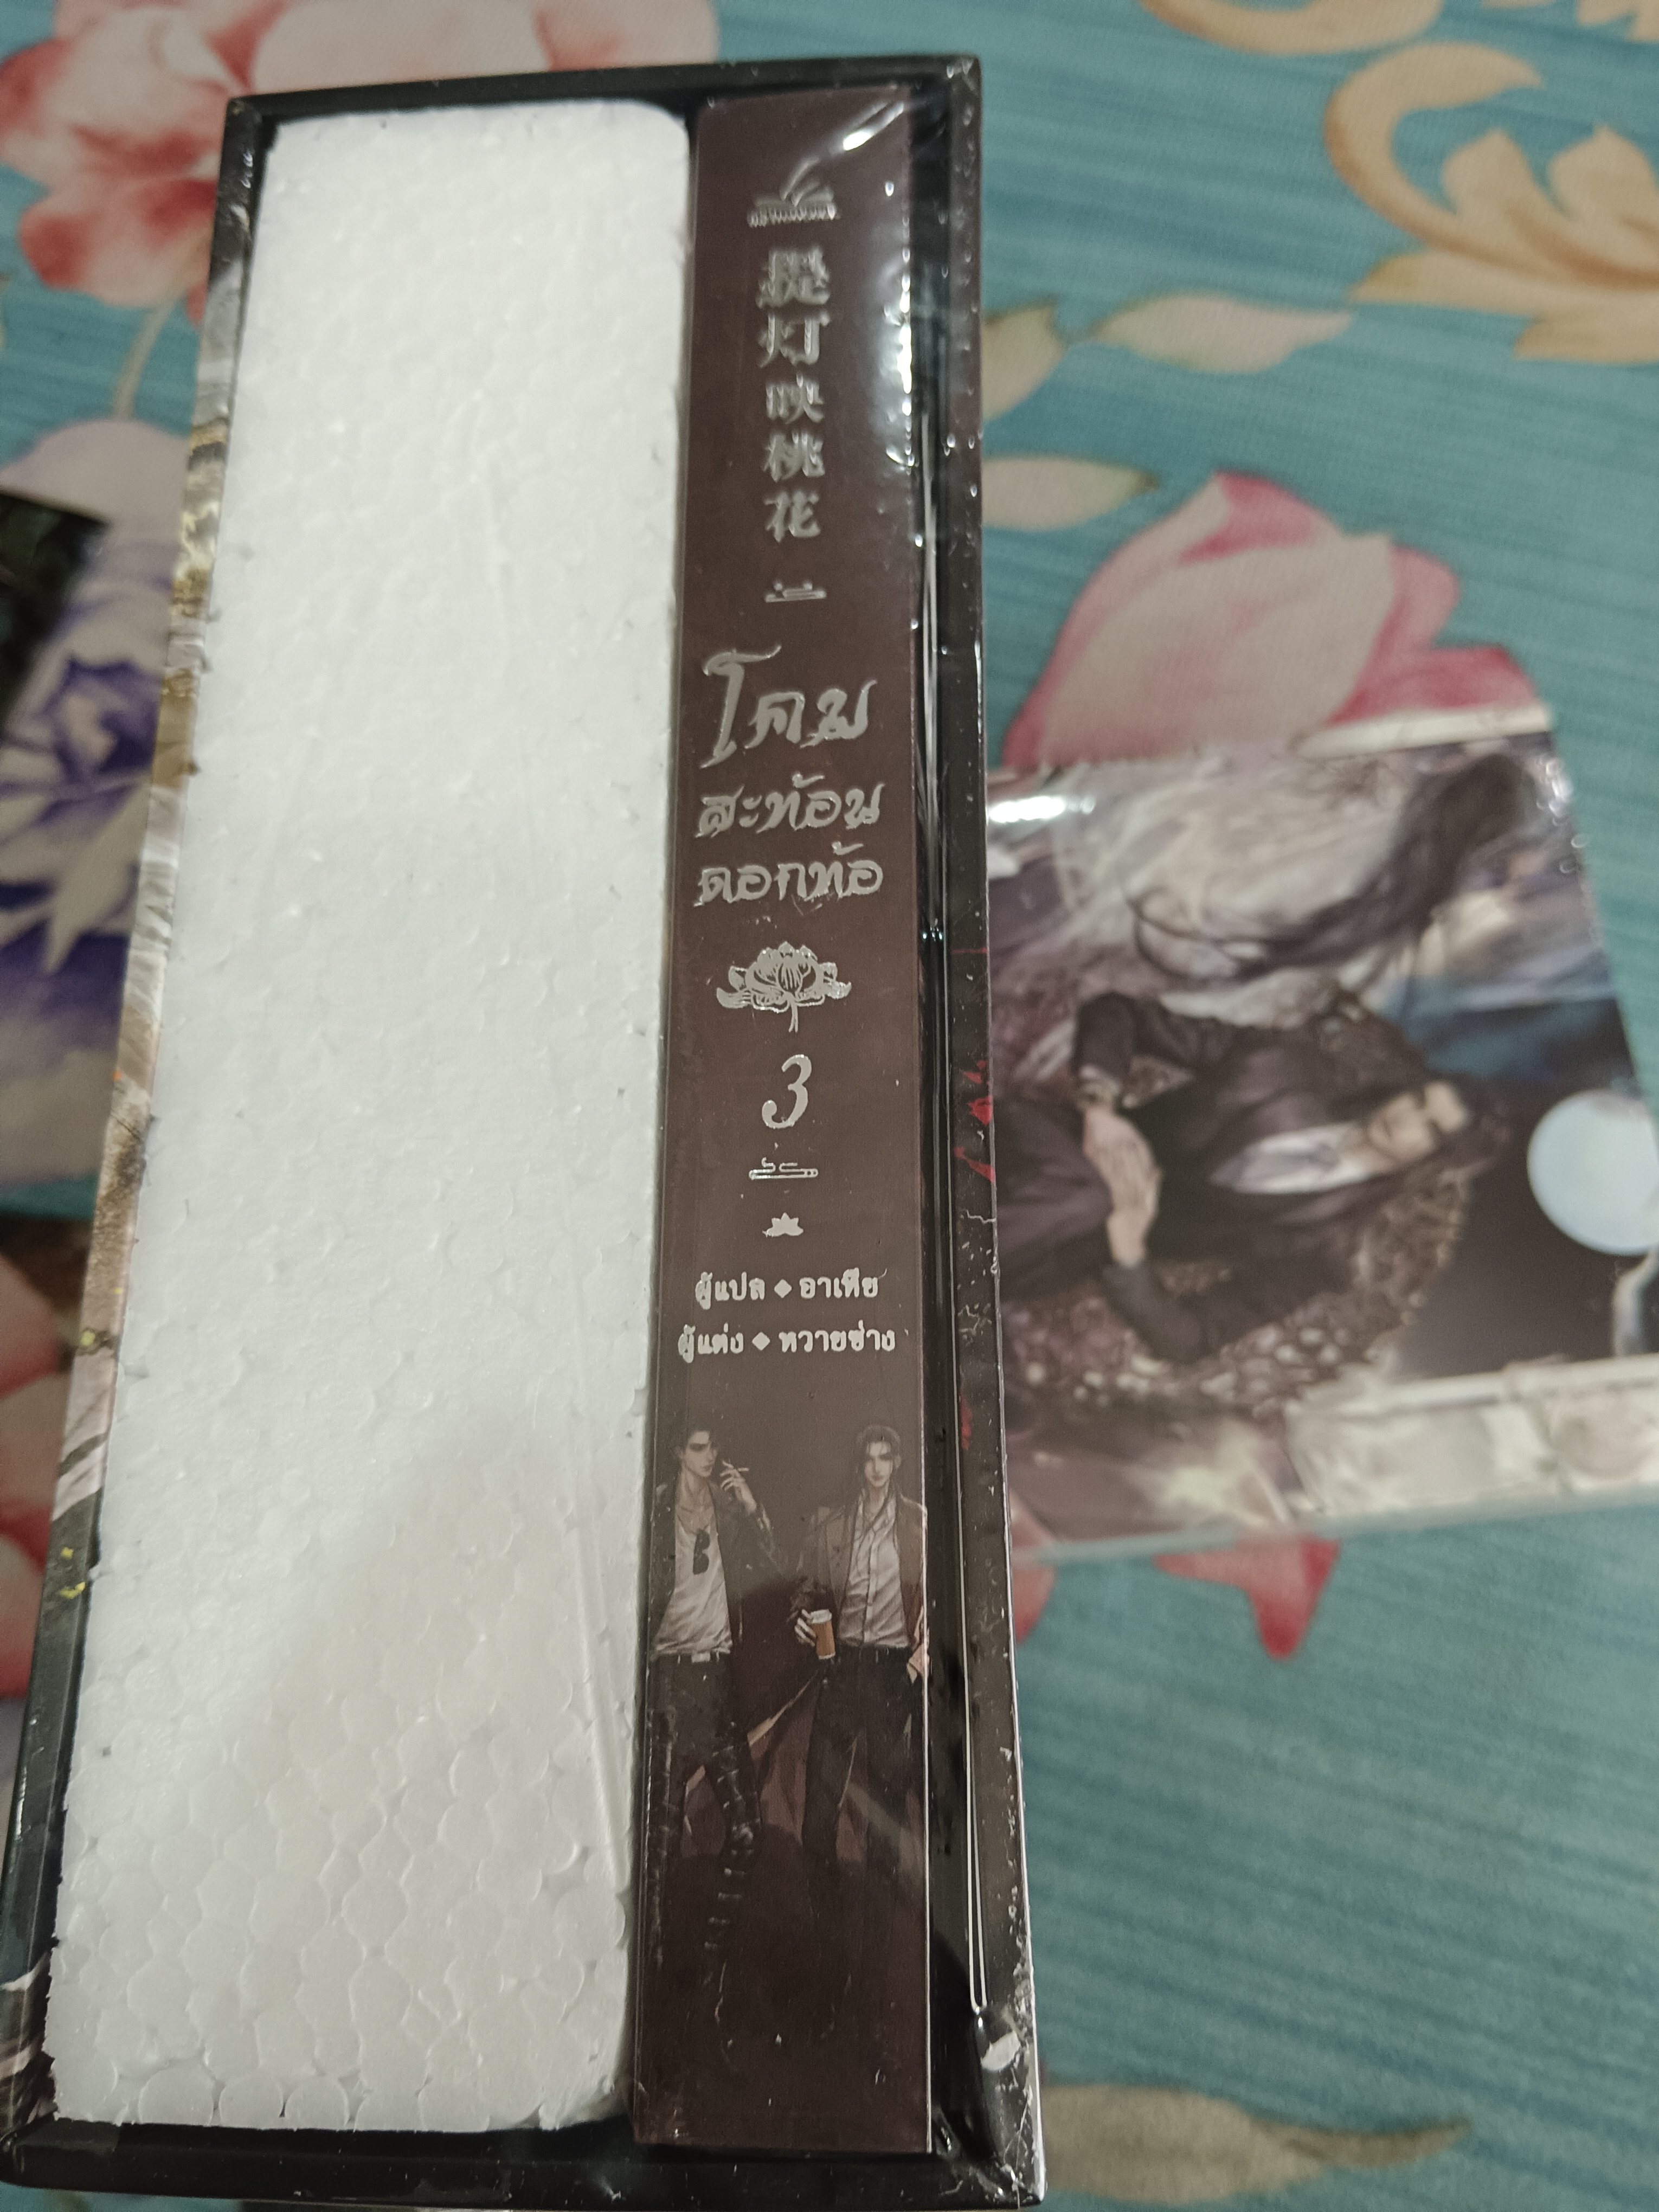 提灯映桃花
โคม
สะท้อน
ดอกท้อ
3
ผู้แปล ◆ อาเทีย
ผู้แต่ง ◆ หวายซ่าง